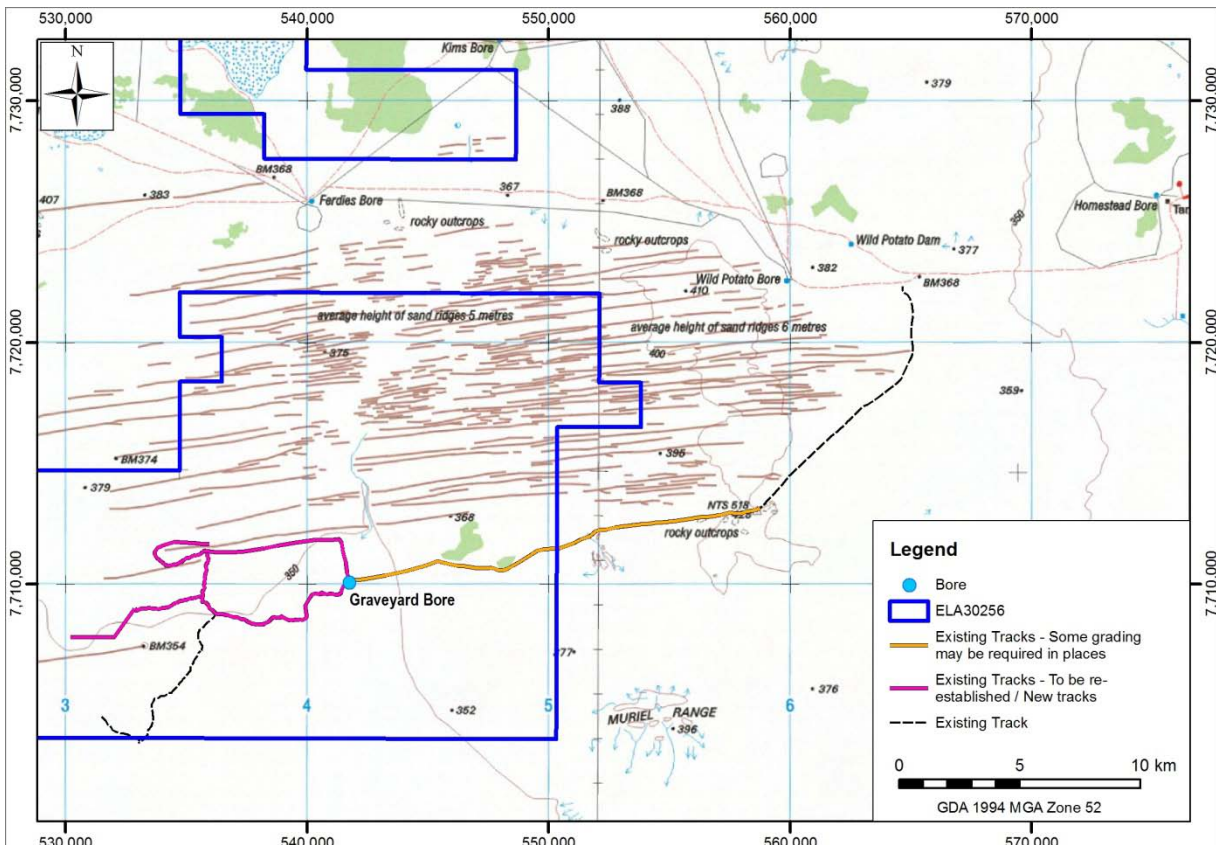 530,000 540,000 550,000 560,000 570,000
N
Kims Bore
379
7,730,000
7,730,000
388
BM368
383
367
BM368
407
Ferdies Bore
Homestead Bore
Tar
rocky outcrops
350
rocky outcrops
Wild Potato Dam
377
382
Wild Potato Bore
BM368
410
average height of sand ridges 5 metres
average height of sand ridges 6 metres
7,720,000
7,720,000
375
400
359
BM374
395
379
NTS 518
368
428
rocky outcrops
350
7,710,000
7,710,000
Graveyard Bore
BM354
377
376
3 4 5 6
352
MURIEL RANGE
396
Legend
Bore
ELA30256
Existing Tracks - Some grading
may be required in places
Existing Tracks - To be re-
established / New tracks
Existing Track
0 5 10 km
GDA 1994 MGA Zone 52
530,000 540,000 550,000 560,000 570,000